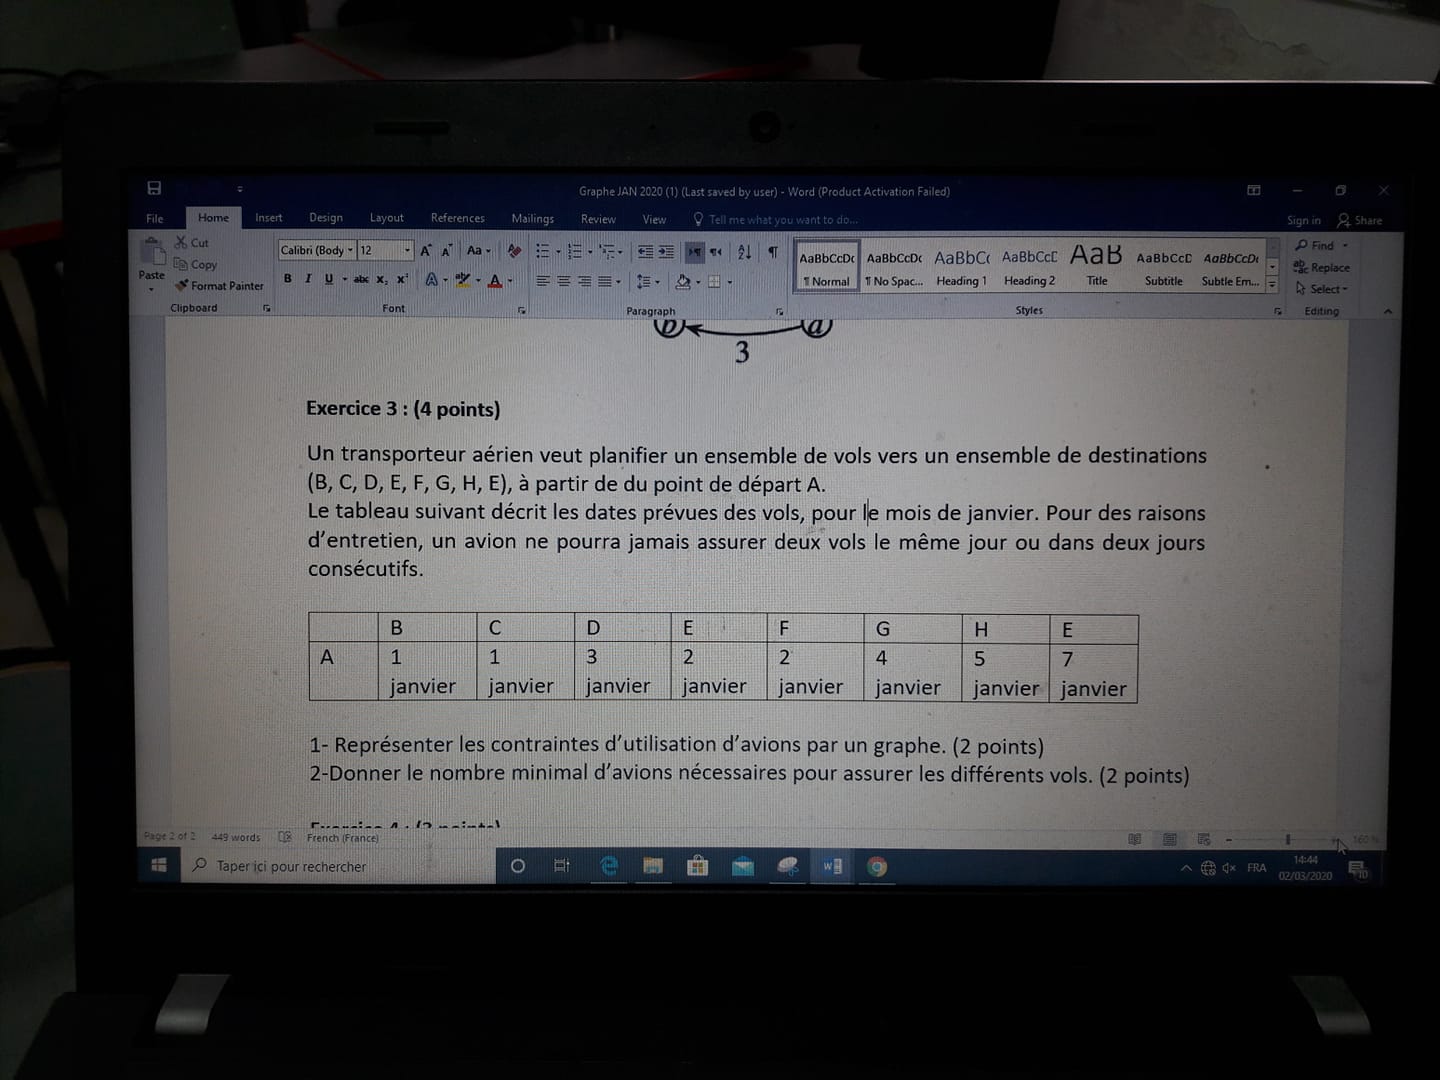 Graphe JAN 2020 (1) (Last saved by user) - Word (Product Activation Failed)
File Home Insert Design Layout References Mailings Review View Tell me what you want to do... Sign in Share
Paste
Cut
Copy
Format Painter
Clipboard
Calibri (Body 12
Font
Paragraph
AaBbCcDc AaBbCcDc AaBbC( AaBbCcC AaB AaBbCcD AaBbCcDt
¶ Normal ¶ No Spac... Heading 1 Heading 2 Title Subtitle Subtle Em...
Styles
Find
Replace
Select
Editing
b a
3
Exercice 3 : (4 points)
Un transporteur aérien veut planifier un ensemble de vols vers un ensemble de destinations
(B, C, D, E, F, G, H, E), à partir de du point de départ A.
Le tableau suivant décrit les dates prévues des vols, pour le mois de janvier. Pour des raisons
d'entretien, un avion ne pourra jamais assurer deux vols le même jour ou dans deux jours
consécutifs.
B C D E F G H E
A 1 1 3 2 2 4 5 7
janvier janvier janvier janvier janvier janvier janvier janvier
1- Représenter les contraintes d'utilisation d'avions par un graphe. (2 points)
2-Donner le nombre minimal d'avions nécessaires pour assurer les différents vols. (2 points)
Page 2 of 2 449 words French (France) 160 %
Taper ici pour rechercher
FRA
14:44
02/03/2020